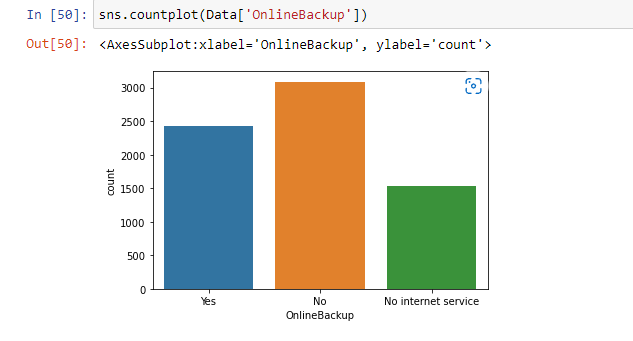 In [50]: sns.countplot(Data['OnlineBackup'])
Out[50]: <AxesSubplot:xlabel='OnlineBackup', ylabel='count'>
3000
2500
2000
1500
1000
500
0
count
Yes No No internet service
OnlineBackup